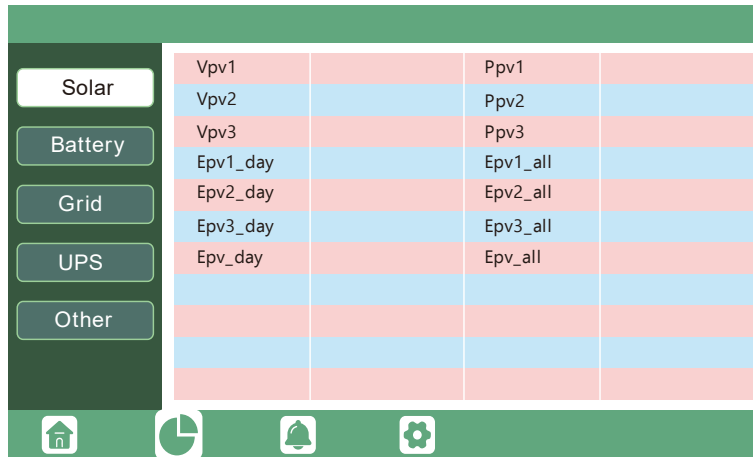 Solar
Battery
Grid
UPS
Other
Vpv1 Ppv1
Vpv2 Ppv2
Vpv3 Ppv3
Epv1_day Epv1_all
Epv2_day Epv2_all
Epv3_day Epv3_all
Epv_day Epv_all